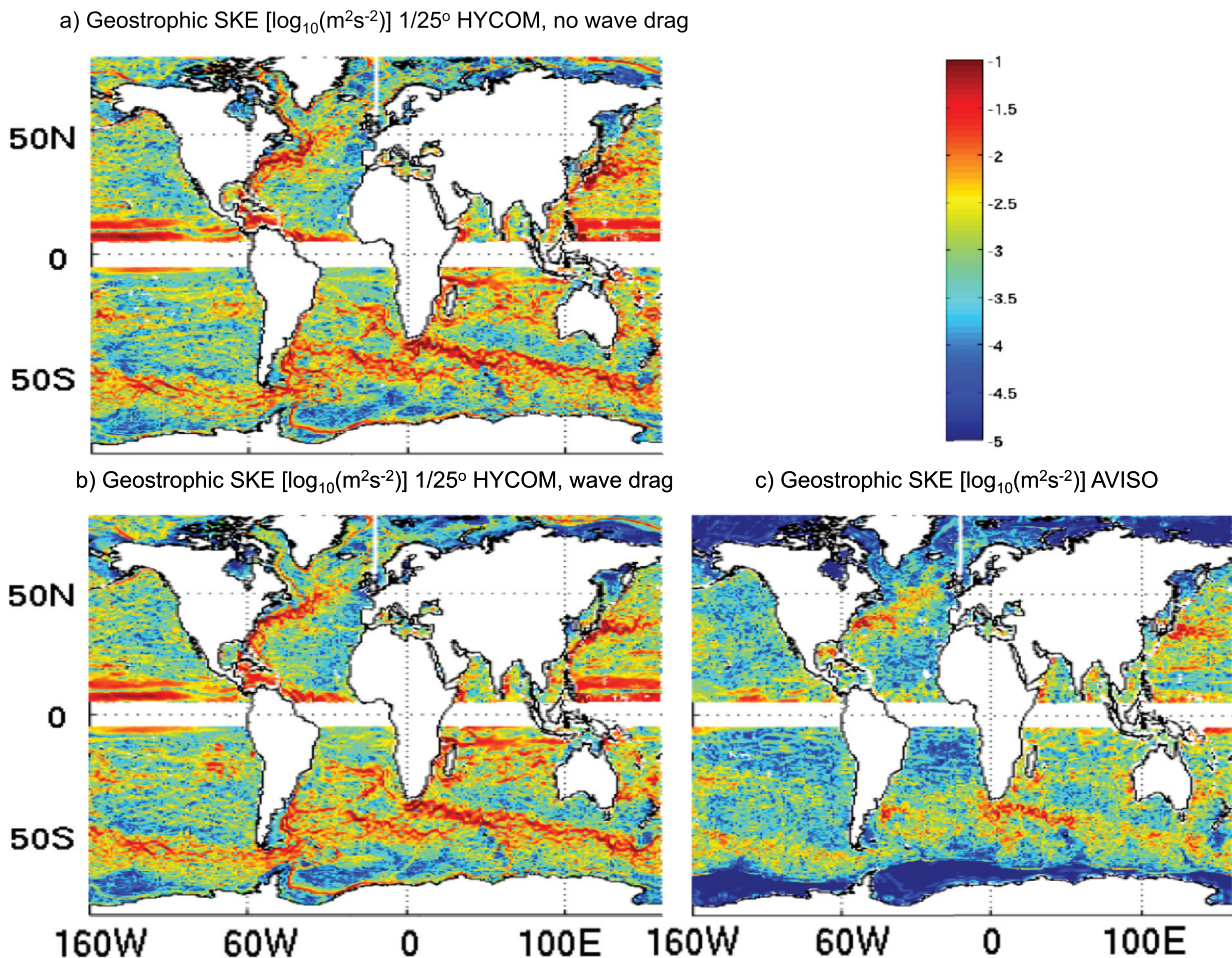 a) Geostrophic SKE [log₁₀(m²s⁻²)] 1/25° HYCOM, no wave drag
50N
0
50S
-1
-1.5
-2
-2.5
-3
-3.5
-4
-4.5
-5
b) Geostrophic SKE [log₁₀(m²s⁻²)] 1/25° HYCOM, wave drag
c) Geostrophic SKE [log₁₀(m²s⁻²)] AVISO
50N
0
50S
160W 60W 0 100E 160W 60W 0 100E